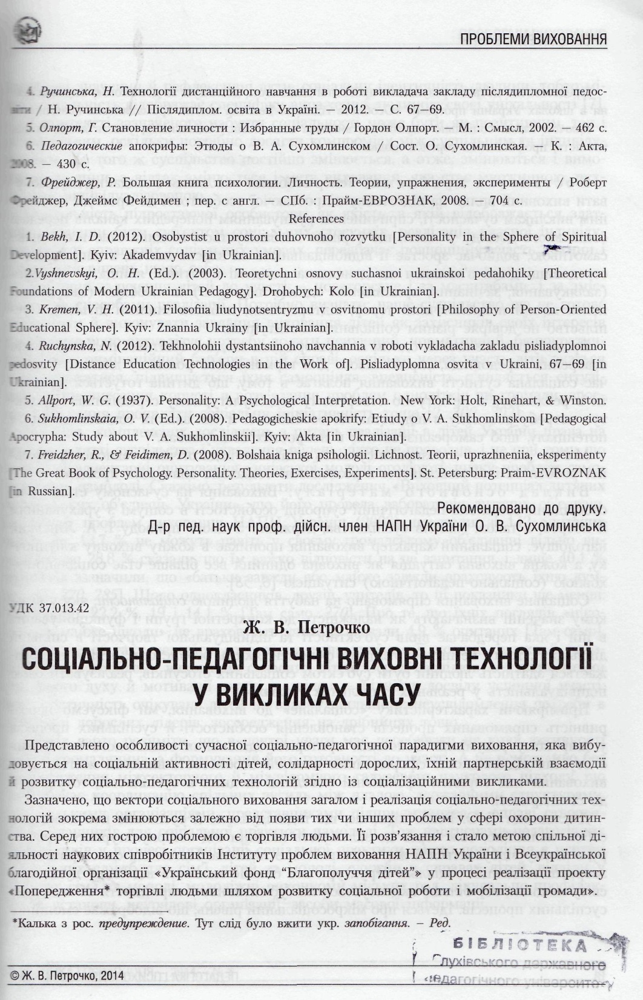 ПРОБЛЕМИ ВИХОВАННЯ
4. Ручинська, Н. Технології дистанційного навчання в роботі викладача закладу післядипломної педос-
віти / Н. Ручинська // Післядиплом. освіта в Україні. — 2012. — С. 67—69.
5. Олпорт, Г. Становление личности : Избранные труды / Гордон Олпорт. — М. : Смысл, 2002. — 462 с.
6. Педагогические апокрифы: Этюды о В. А. Сухомлинском / Сост. О. Сухомлинская. — К. : Акта,
2008. — 430 с.
7. Фрейджер, Р. Большая книга психологии. Личность. Теории, упражнения, эксперименты / Роберт
Фрейджер, Джеймс Фейдимен ; пер. с англ. — СПб. : Прайм-ЕВРОЗНАК, 2008. — 704 с.
References
1. Bekh, I. D. (2012). Osobystist u prostori duhovnoho rozvytku [Personality in the Sphere of Spiritual
Development]. Kyiv: Akademvydav [in Ukrainian].
2.Vyshnevskyi, O. H. (Ed.). (2003). Teoretychni osnovy suchasnoi ukrainskoi pedahohiky [Theoretical
Foundations of Modern Ukrainian Pedagogy]. Drohobych: Kolo [in Ukrainian].
3. Kremen, V. H. (2011). Filosofiia liudynotsentryzmu v osvitnomu prostori [Philosophy of Person-Oriented
Educational Sphere]. Kyiv: Znannia Ukrainy [in Ukrainian].
4. Ruchynska, N. (2012). Tekhnolohii dystantsiinoho navchannia v roboti vykladacha zakladu pisliadyplomnoi
pedosvity [Distance Education Technologies in the Work of]. Pisliadyplomna osvita v Ukraini, 67—69 [in
Ukrainian].
5. Allport, W. G. (1937). Personality: A Psychological Interpretation. New York: Holt, Rinehart, & Winston.
6. Sukhomlinskaia, O. V. (Ed.). (2008). Pedagogicheskie apokrify: Etiudy o V. A. Sukhomlinskom [Pedagogical
Apocrypha: Study about V. A. Sukhomlinskii]. Kyiv: Akta [in Ukrainian].
7. Freidzher, R., & Feidimen, D. (2008). Bolshaia kniga psihologii. Lichnost. Teorii, uprazhneniia, eksperimenty
[The Great Book of Psychology. Personality. Theories, Exercises, Experiments]. St. Petersburg: Praim-EVROZNAK
[in Russian].
Рекомендовано до друку.
Д-р пед. наук проф. дійсн. член НАПН України О. В. Сухомлинська
УДК 37.013.42
Ж. В. Петрочко
СОЦІАЛЬНО-ПЕДАГОГІЧНІ ВИХОВНІ ТЕХНОЛОГІЇ
У ВИКЛИКАХ ЧАСУ
Представлено особливості сучасної соціально-педагогічної парадигми виховання, яка вибу-
довується на соціальній активності дітей, солідарності дорослих, їхній партнерській взаємодії
й розвитку соціально-педагогічних технологій згідно із соціалізаційними викликами.
Зазначено, що вектори соціального виховання загалом і реалізація соціально-педагогічних тех-
нологій зокрема змінюються залежно від появи тих чи інших проблем у сфері охорони дитин-
ства. Серед них гострою проблемою є торгівля людьми. Її розв’язання і стало метою спільної ді-
яльності наукових співробітників Інституту проблем виховання НАПН України і Всеукраїнської
благодійної організації «Український фонд “Благополуччя дітей”» у процесі реалізації проекту
«Попередження* торгівлі людьми шляхом розвитку соціальної роботи і мобілізації громади».
*Калька з рос. предупреждение. Тут слід було вжити укр. запобігання. – Ред.
БІБЛІОТЕКА
Глухівського державного
педагогічного університету
© Ж. В. Петрочко, 2014